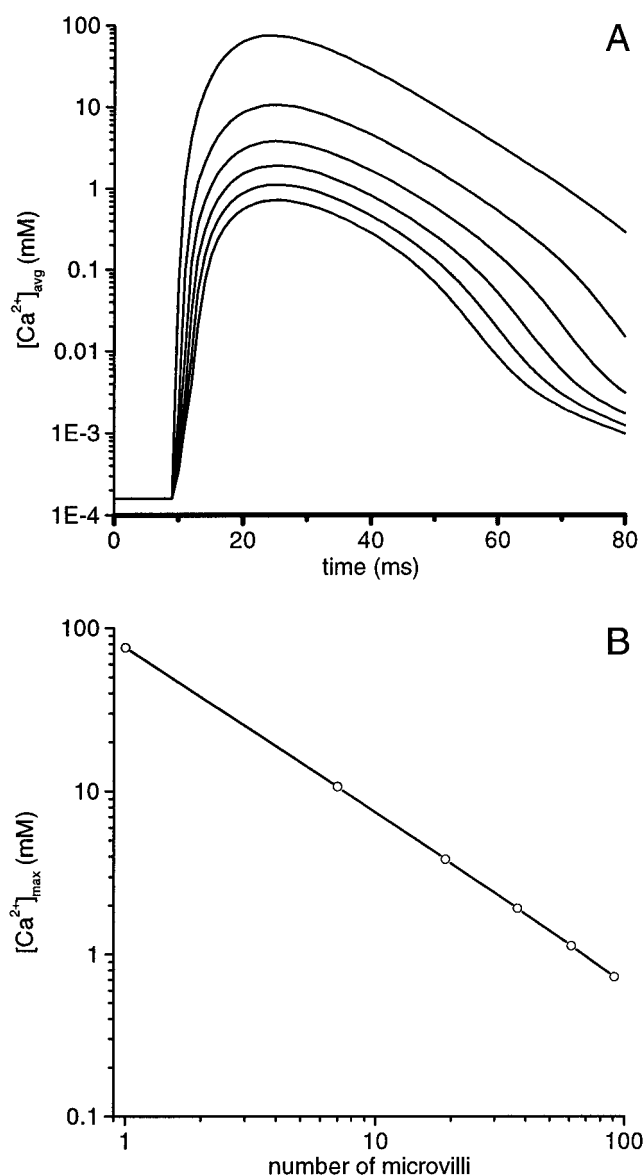 A
100
10
1
0.1
0.01
1E-3
1E-4
[Ca²⁺]avg (mM)
0
20
40
60
80
time (ms)
B
100
10
1
0.1
[Ca²⁺]max (mM)
1
10
100
number of microvilli